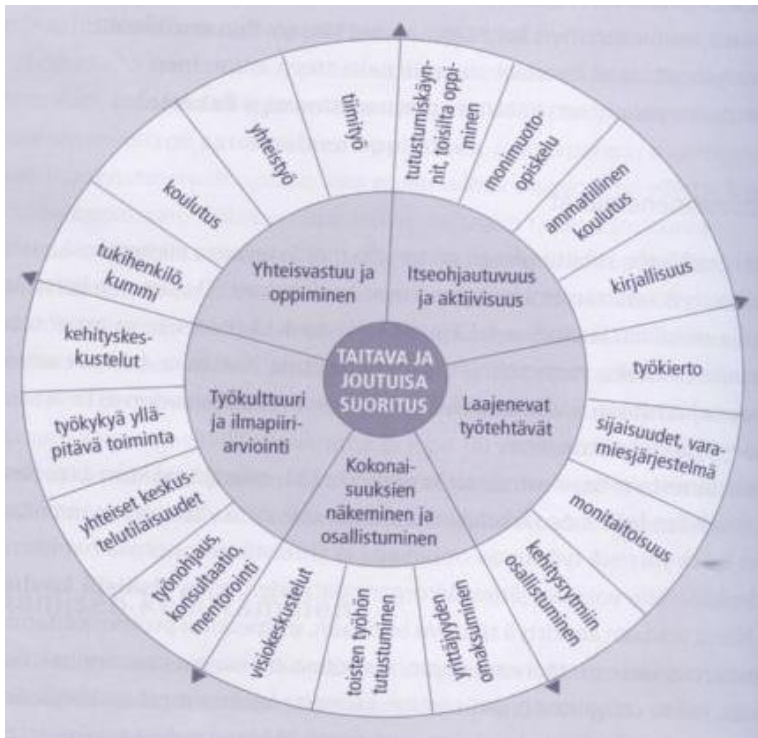 TAITAVA JA
JOUTUISA
SUORITUS
Itseohjautuvuus
ja aktiivisuus
tutustumiskäyn-
nit, toisilta oppi-
minen
monimuoto-
opiskelu
ammatillinen
koulutus
kirjallisuus
Laajenevat
työtehtävät
työkierto
sijaisuudet, vara-
miesjärjestelmä
monitaitoisuus
Kokonai-
suuksien
näkeminen ja
osallistuminen
kehitysryhmiin
osallistuminen
yrittäjyyden
omaksuminen
toisten työhön
tutustuminen
visiokeskustelut
Työkulttuuri
ja ilmapiiri-
arviointi
työnohjaus,
konsultaatio,
mentorointi
yhteiset keskus-
telutilaisuudet
työkykyä yllä-
pitävä toiminta
kehityskes-
kustelut
Yhteisvastuu ja
oppiminen
tukihenkilö,
kummi
koulutus
yhteistyö
tiimityö